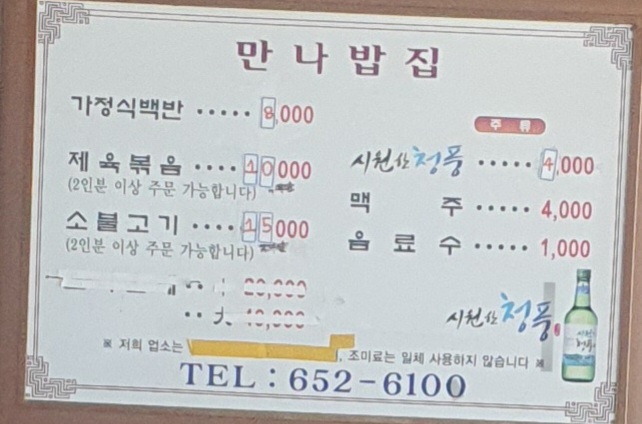 만나밥집
가정식백반 ····· 8,000
제육볶음 ···· 10,000
(2인분 이상 주문 가능합니다)
소불고기 ···· 15,000
(2인분 이상 주문 가능합니다)
주 류
시원한 청풍 ····· 4,000
맥 주 ····· 4,000
음 료 수 ····· 1,000
시원한 청풍
※ 저희 업소는
조미료는 일체 사용하지 않습니다 ※
TEL : 652-6100